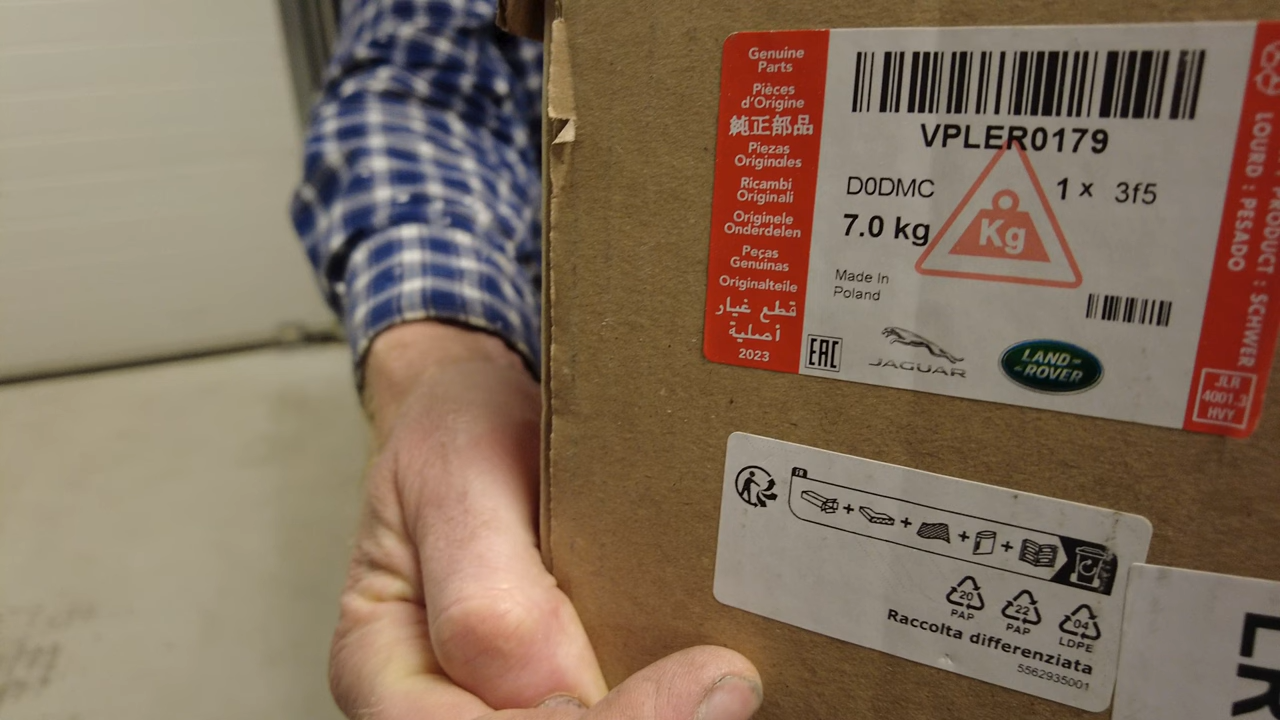 Genuine
Parts
Pièces
d'Origine
純正部品
Piezas
Originales
Ricambi
Originali
Originele
Onderdelen
Peças
Genuinas
Originalteile
قطع غيار
أصلية
2023
VPLER0179
D0DMC
1 x 3f5
7.0 kg
Kg
Made In
Poland
EAC
JAGUAR
LAND-
-ROVER
PRODUCT : SCHWER
LOURD : PESADO
JLR
4001.3
HVY
FR
20
PAP
22
PAP
04
LDPE
Raccolta differenziata
5562935001
LR